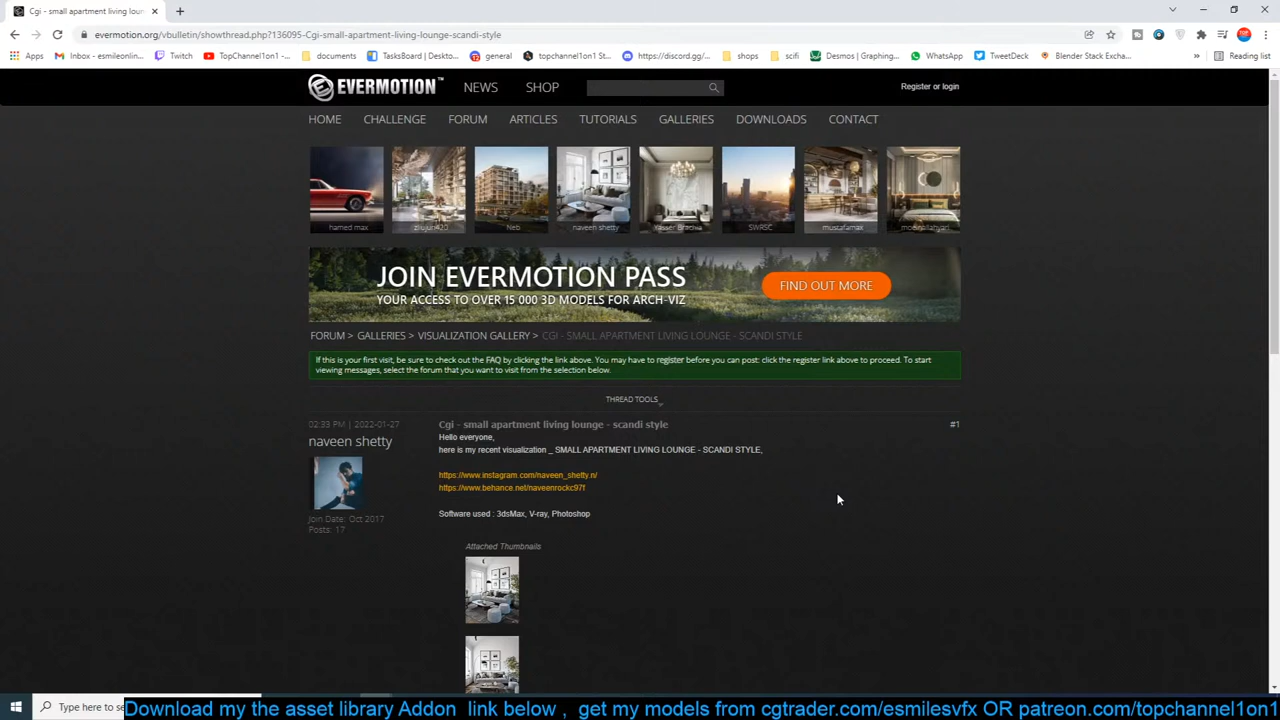 Cgi - small apartment living loun
evermotion.org/vbulletin/showthread.php?136095-Cgi-small-apartment-living-lounge-scandi-style
Apps
Inbox - esmileonli...
Twitch
TopChannel1on1 -...
documents
TasksBoard | Deskto...
general
topchannel1on1 St...
https://discord.gg/...
shops
scifi
Desmos | Graphing...
WhatsApp
TweetDeck
Blender Stack Excha...
»
Reading list
EVERMOTION™
NEWS
SHOP
Register or login
HOME
CHALLENGE
FORUM
ARTICLES
TUTORIALS
GALLERIES
DOWNLOADS
CONTACT
hamed max
Neb
naveen shetty
SWRSC
mustafamax
JOIN EVERMOTION PASS
YOUR ACCESS TO OVER 15 000 3D MODELS FOR ARCH-VIZ
FIND OUT MORE
FORUM > GALLERIES > VISUALIZATION GALLERY > CGI - SMALL APARTMENT LIVING LOUNGE - SCANDI STYLE
If this is your first visit, be sure to check out the FAQ by clicking the link above. You may have to register before you can post: click the register link above to proceed. To start
viewing messages, select the forum that you want to visit from the selection below.
THREAD TOOLS
02:33 PM | 2022-01-27
Cgi - small apartment living lounge - scandi style
#1
naveen shetty
Hello everyone,
here is my recent visualization _ SMALL APARTMENT LIVING LOUNGE - SCANDI STYLE,
https://www.instagram.com/naveen_shetty.n/
https://www.behance.net/naveenrockc97f
Join Date: Oct 2017
Posts: 17
Software used : 3dsMax, V-ray, Photoshop
Attached Thumbnails
Type here to se
Download my the asset library Addon link below , get my models from cgtrader.com/esmilesvfx OR patreon.com/topchannel1on1